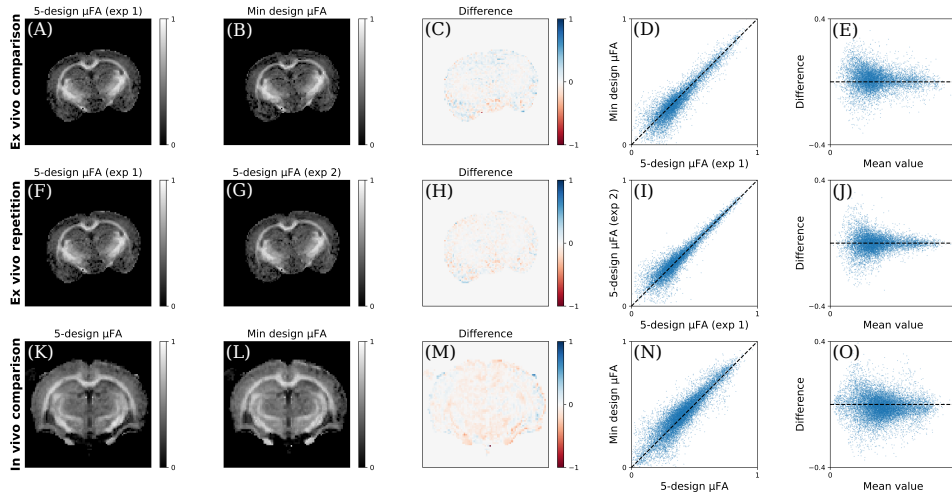 Ex vivo comparison
5-design µFA (exp 1)
(A)
1
0
Min design µFA
(B)
1
0
Difference
(C)
1
0
−1
Min design µFA
1
(D)
0
0
1
5-design µFA (exp 1)
Difference
0.4
(E)
−0.4
0
Mean value
Ex vivo repetition
5-design µFA (exp 1)
(F)
1
0
5-design µFA (exp 2)
(G)
1
0
Difference
(H)
1
0
−1
5-design µFA (exp 2)
1
(I)
0
0
1
5-design µFA (exp 1)
Difference
0.4
(J)
−0.4
0
Mean value
In vivo comparison
5-design µFA
(K)
1
0
Min design µFA
(L)
1
0
Difference
(M)
1
0
−1
Min design µFA
1
(N)
0
0
1
5-design µFA
Difference
0.4
(O)
−0.4
0
Mean value